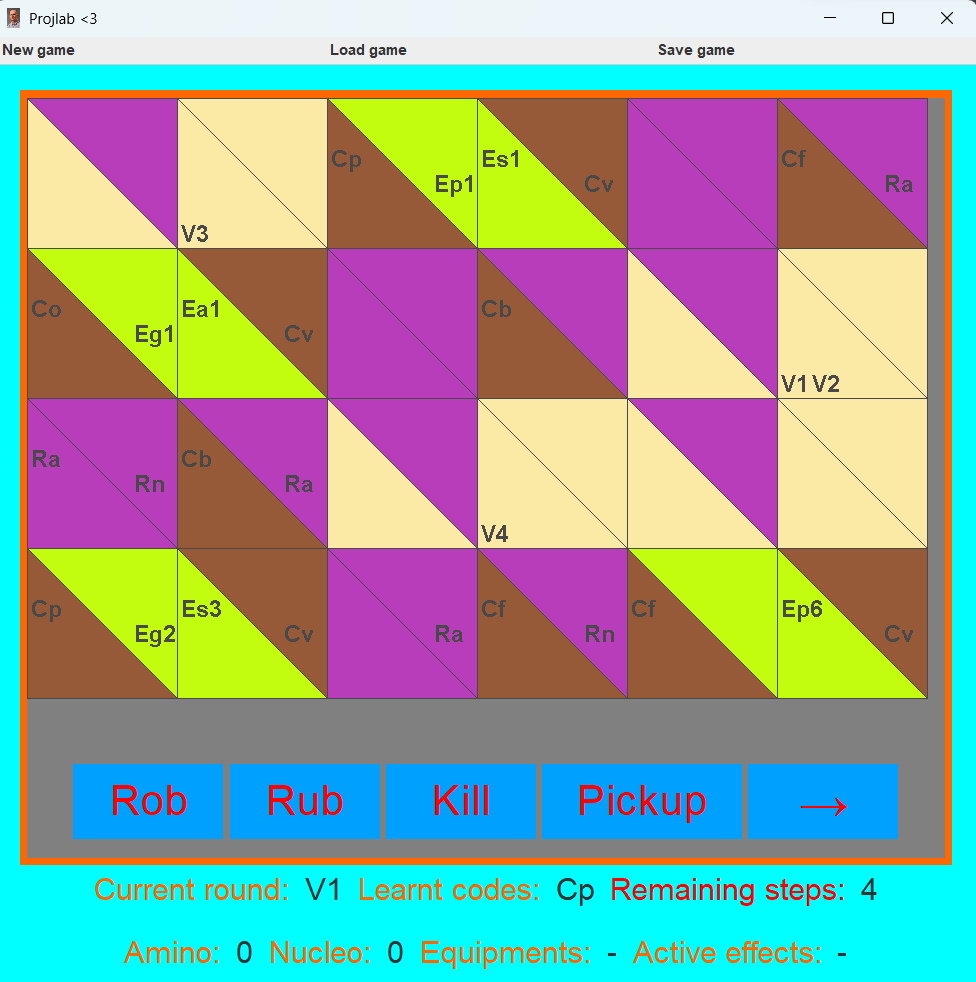 Projlab <3
New game Load game Save game
Cp Es1 Cf
Ep1 Cv Ra
V3
Co Ea1 Cb
Eg1 Cv
V1 V2
Ra Cb
Rn Ra
V4
Cp Es3 Cf Cf Ep6
Eg2 Cv Ra Rn Cv
Rob Rub Kill Pickup →
Current round: V1 Learnt codes: Cp Remaining steps: 4
Amino: 0 Nucleo: 0 Equipments: - Active effects: -